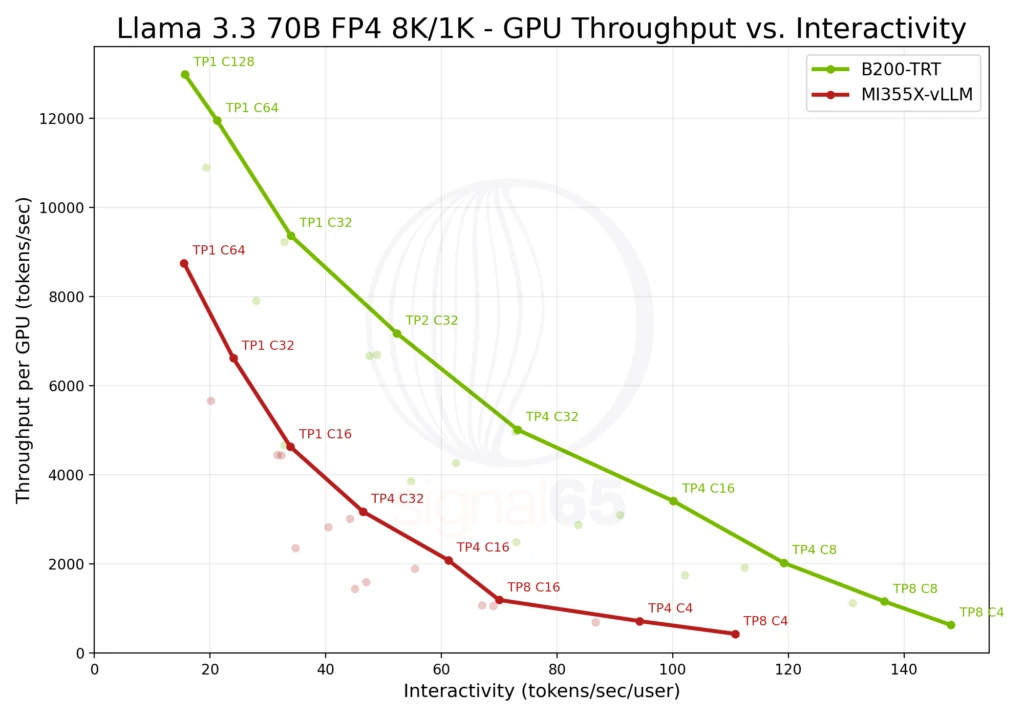 Llama 3.3 70B FP4 8K/1K - GPU Throughput vs. Interactivity
B200-TRT
MI355X-vLLM
Throughput per GPU (tokens/sec)
12000
10000
8000
6000
4000
2000
0
TP1 C128
TP1 C64
TP1 C32
TP2 C32
TP4 C32
TP4 C16
TP4 C8
TP8 C8
TP8 C4
TP1 C64
TP1 C32
TP1 C16
TP4 C32
TP4 C16
TP8 C16
TP4 C4
TP8 C4
signal65
0
20
40
60
80
100
120
140
Interactivity (tokens/sec/user)